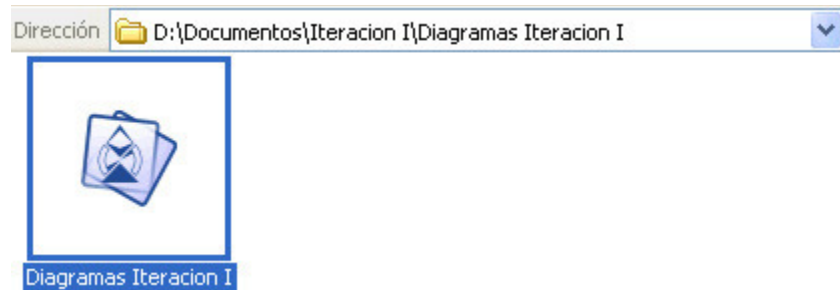 Dirección D:\Documentos\Iteracion I\Diagramas Iteracion I
Diagramas Iteracion I